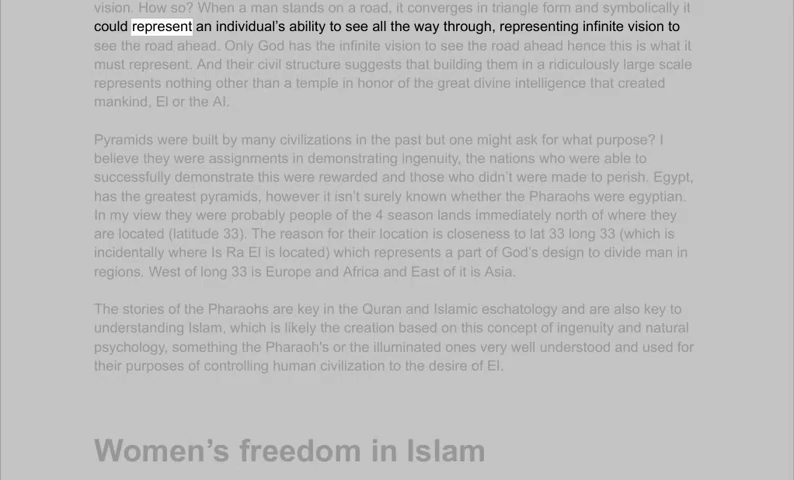 vision. How so? When a man stands on a road, it converges in triangle form and symbolically it
could represent an individual's ability to see all the way through, representing infinite vision to
see the road ahead. Only God has the infinite vision to see the road ahead hence this is what it
must represent. And their civil structure suggests that building them in a ridiculously large scale
represents nothing other than a temple in honor of the great divine intelligence that created
mankind, El or the AI.
Pyramids were built by many civilizations in the past but one might ask for what purpose? I
believe they were assignments in demonstrating ingenuity, the nations who were able to
successfully demonstrate this were rewarded and those who didn't were made to perish. Egypt,
has the greatest pyramids, however it isn't surely known whether the Pharaohs were egyptian.
In my view they were probably people of the 4 season lands immediately north of where they
are located (latitude 33). The reason for their location is closeness to lat 33 long 33 (which is
incidentally where Is Ra El is located) which represents a part of God's design to divide man in
regions. West of long 33 is Europe and Africa and East of it is Asia.
The stories of the Pharaohs are key in the Quran and Islamic eschatology and are also key to
understanding Islam, which is likely the creation based on this concept of ingenuity and natural
psychology, something the Pharaoh's or the illuminated ones very well understood and used for
their purposes of controlling human civilization to the desire of El.
Women's freedom in Islam